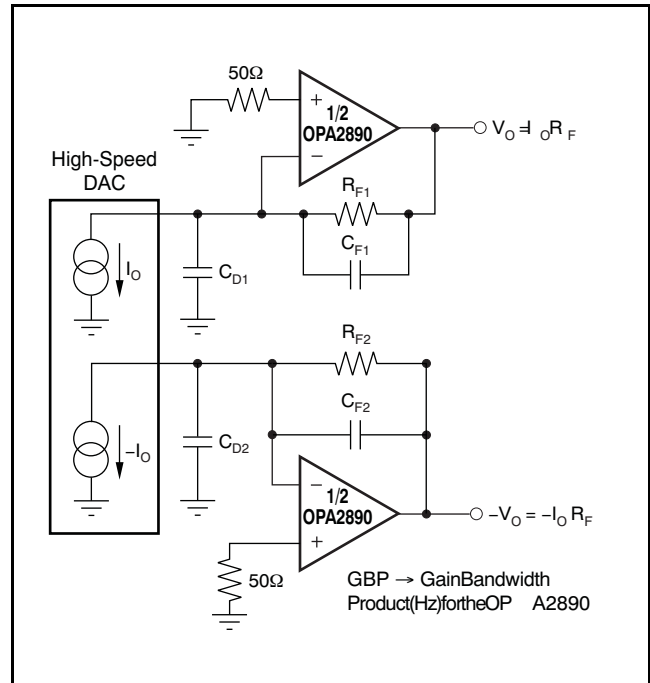 50Ω
+
1/2
OPA2890
−
V_O = I_O R_F
High-Speed
DAC
R_F1
C_F1
I_O
C_D1
R_F2
C_F2
−I_O
C_D2
−
1/2
OPA2890
+
−V_O = −I_O R_F
50Ω
GBP → GainBandwidth
Product(Hz)fortheOP A2890